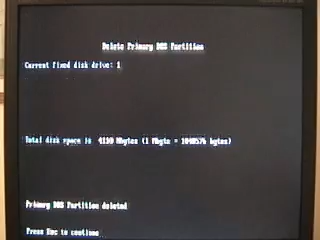 Delete Primary DOS Partition
Current fixed disk drive: 1
Total disk space is 4110 Mbytes (1 Mbyte = 1048576 bytes)
Primary DOS Partition deleted
Press Esc to continue